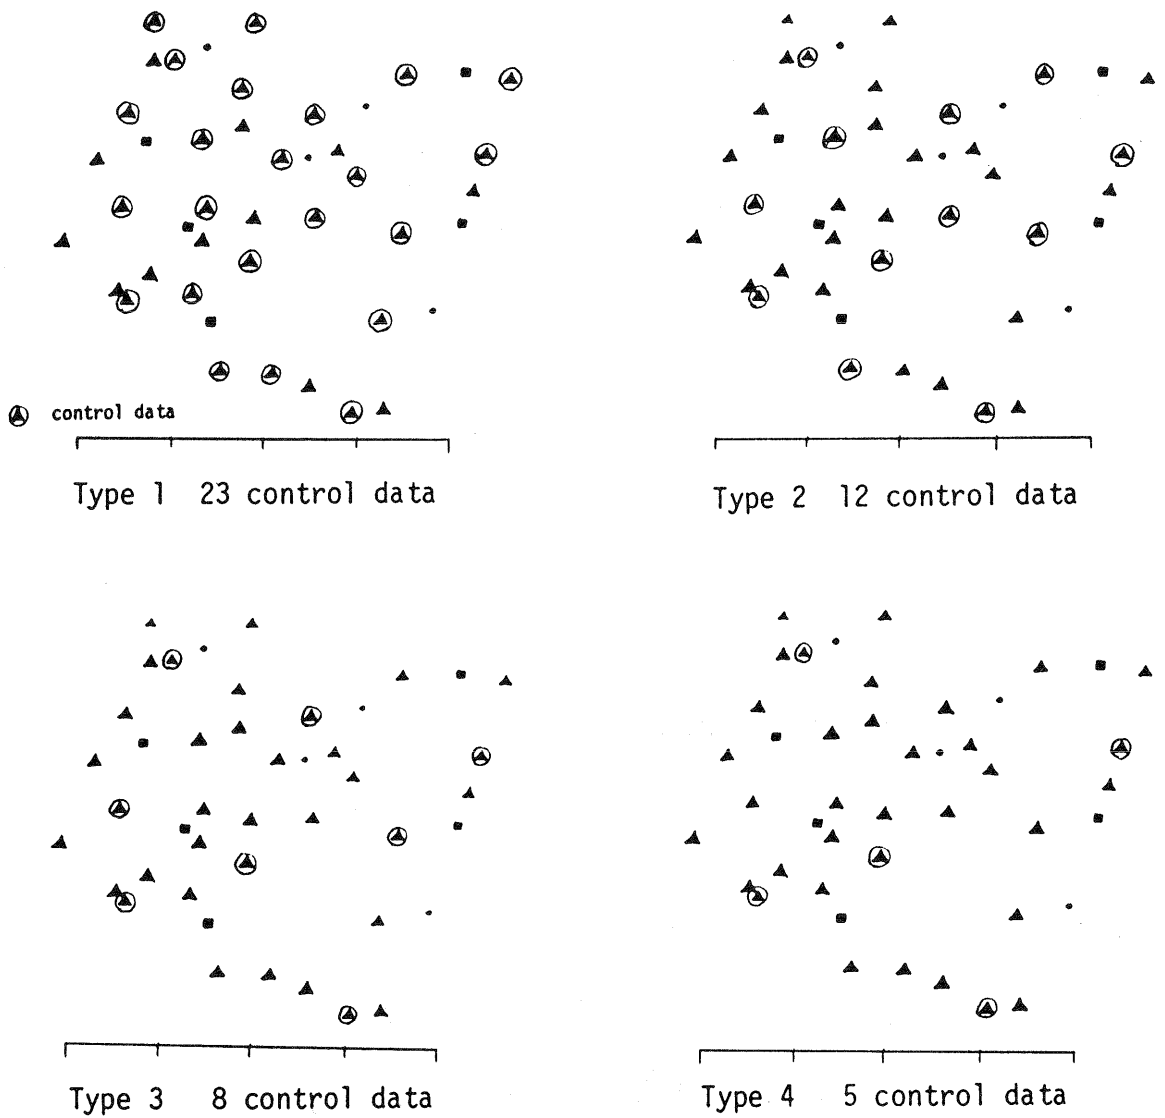 control data
Type 1 23 control data
Type 2 12 control data
Type 3 8 control data
Type 4 5 control data